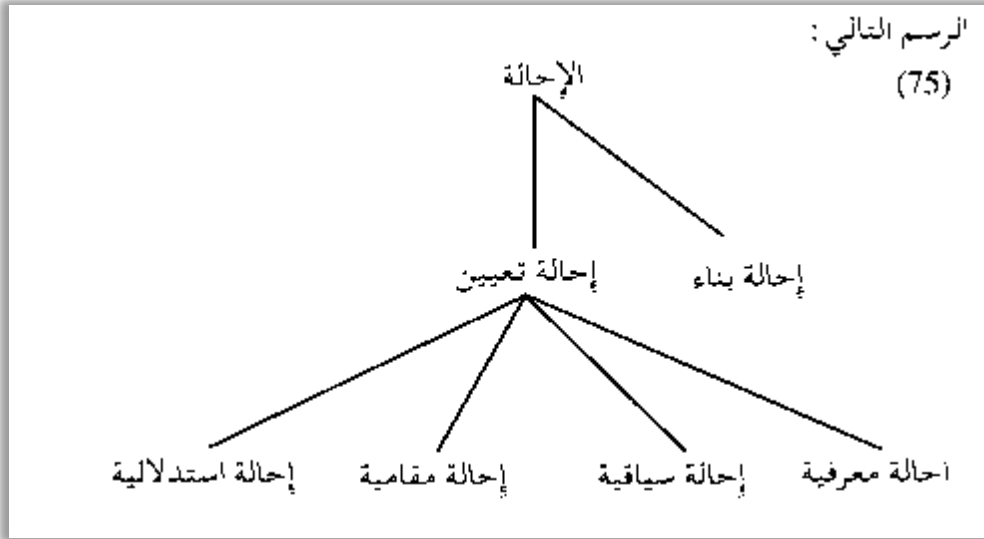 الرسم التالي :
(75)
الإحالة
إحالة بناء
إحالة تعيين
احالة معرفية
إحالة سياقية
إحالة مقامية
إحالة استدلالية